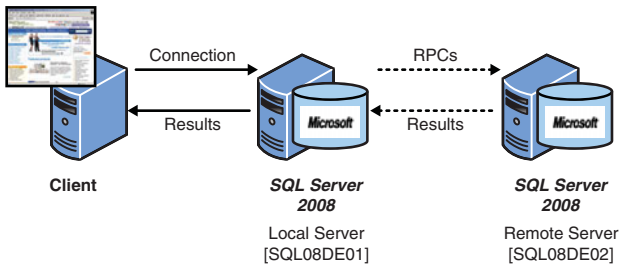 Connection
RPCs
Microsoft
Microsoft
Results
Results
Client
SQL Server
2008
SQL Server
2008
Local Server
[SQL08DE01]
Remote Server
[SQL08DE02]